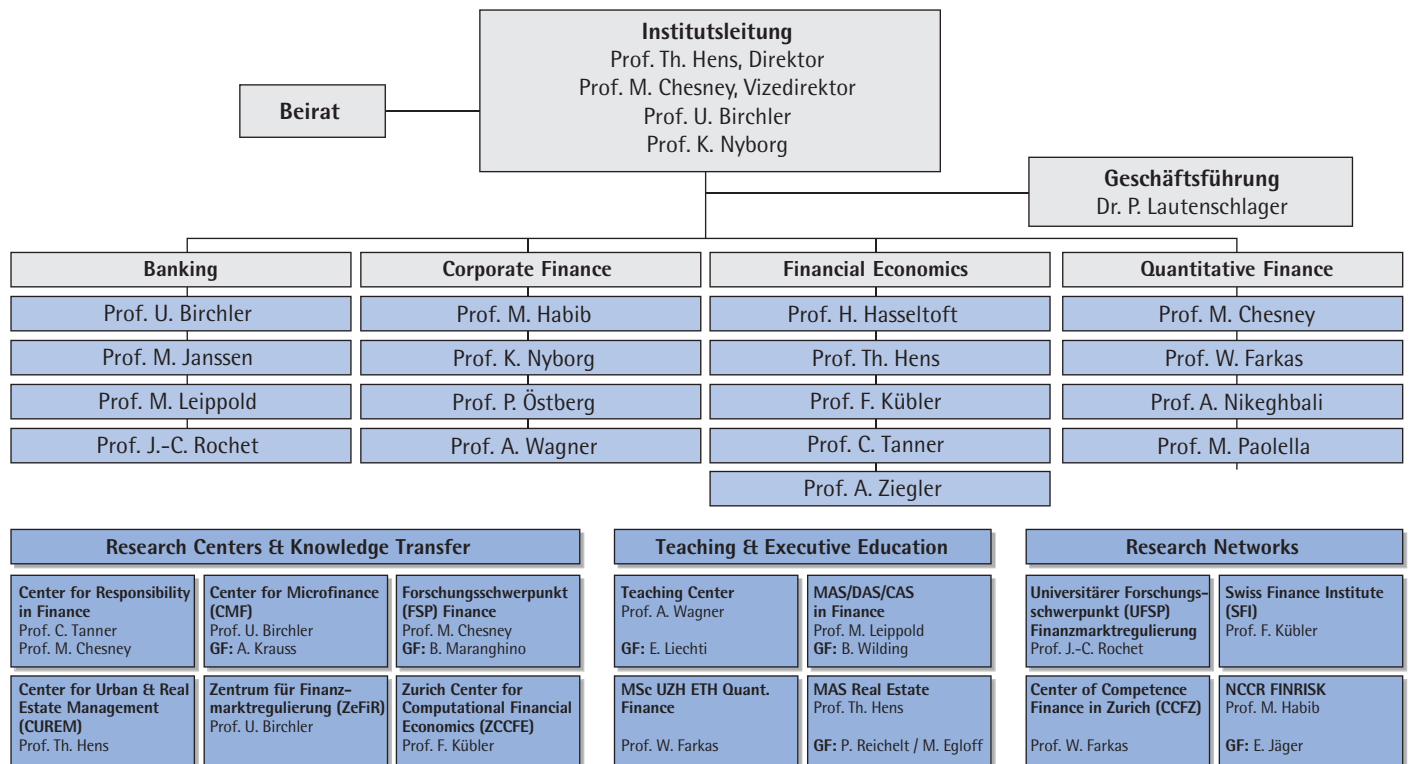 Institutsleitung
Prof. Th. Hens, Direktor
Prof. M. Chesney, Vizedirektor
Prof. U. Birchler
Prof. K. Nyborg
Beirat
Geschäftsführung
Dr. P. Lautenschlager
Banking
Prof. U. Birchler
Prof. M. Janssen
Prof. M. Leippold
Prof. J.-C. Rochet
Corporate Finance
Prof. M. Habib
Prof. K. Nyborg
Prof. P. Östberg
Prof. A. Wagner
Financial Economics
Prof. H. Hasseltoft
Prof. Th. Hens
Prof. F. Kübler
Prof. C. Tanner
Prof. A. Ziegler
Quantitative Finance
Prof. M. Chesney
Prof. W. Farkas
Prof. A. Nikeghbali
Prof. M. Paolella
Research Centers & Knowledge Transfer
Center for Responsibility
in Finance
Prof. C. Tanner
Prof. M. Chesney
Center for Microfinance
(CMF)
Prof. U. Birchler
GF: A. Krauss
Forschungsschwerpunkt
(FSP) Finance
Prof. M. Chesney
GF: B. Maranghino
Center for Urban & Real
Estate Management
(CUREM)
Prof. Th. Hens
Zentrum für Finanz-
marktregulierung (ZeFiR)
Prof. U. Birchler
Zurich Center for
Computational Financial
Economics (ZCCFE)
Prof. F. Kübler
Teaching & Executive Education
Teaching Center
Prof. A. Wagner
GF: E. Liechti
MAS/DAS/CAS
in Finance
Prof. M. Leippold
GF: B. Wilding
MSc UZH ETH Quant.
Finance
Prof. W. Farkas
MAS Real Estate
Prof. Th. Hens
GF: P. Reichelt / M. Egloff
Research Networks
Universitärer Forschungs-
schwerpunkt (UFSP)
Finanzmarktregulierung
Prof. J.-C. Rochet
Swiss Finance Institute
(SFI)
Prof. F. Kübler
Center of Competence
Finance in Zurich (CCFZ)
Prof. W. Farkas
NCCR FINRISK
Prof. M. Habib
GF: E. Jäger